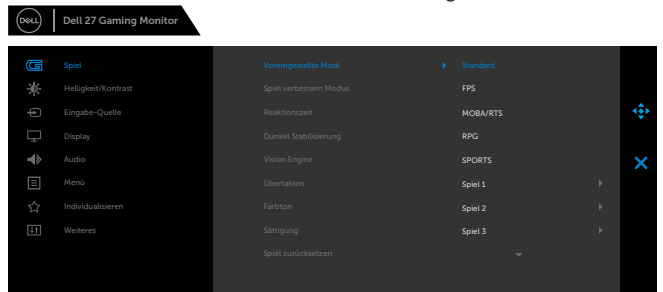 DELL Dell 27 Gaming Monitor
Spiel Voreingestellte Modi Standard
Helligkeit/Kontrast Spiel verbessern Modus FPS
Eingabe-Quelle Reaktionszeit MOBA/RTS
Display Dunkel Stabilisierung RPG
Audio Vision Engine SPORTS
Menü Übertakten Spiel 1
Individualisieren Farbton Spiel 2
Weiteres Sättigung Spiel 3
Spiel zurücksetzen